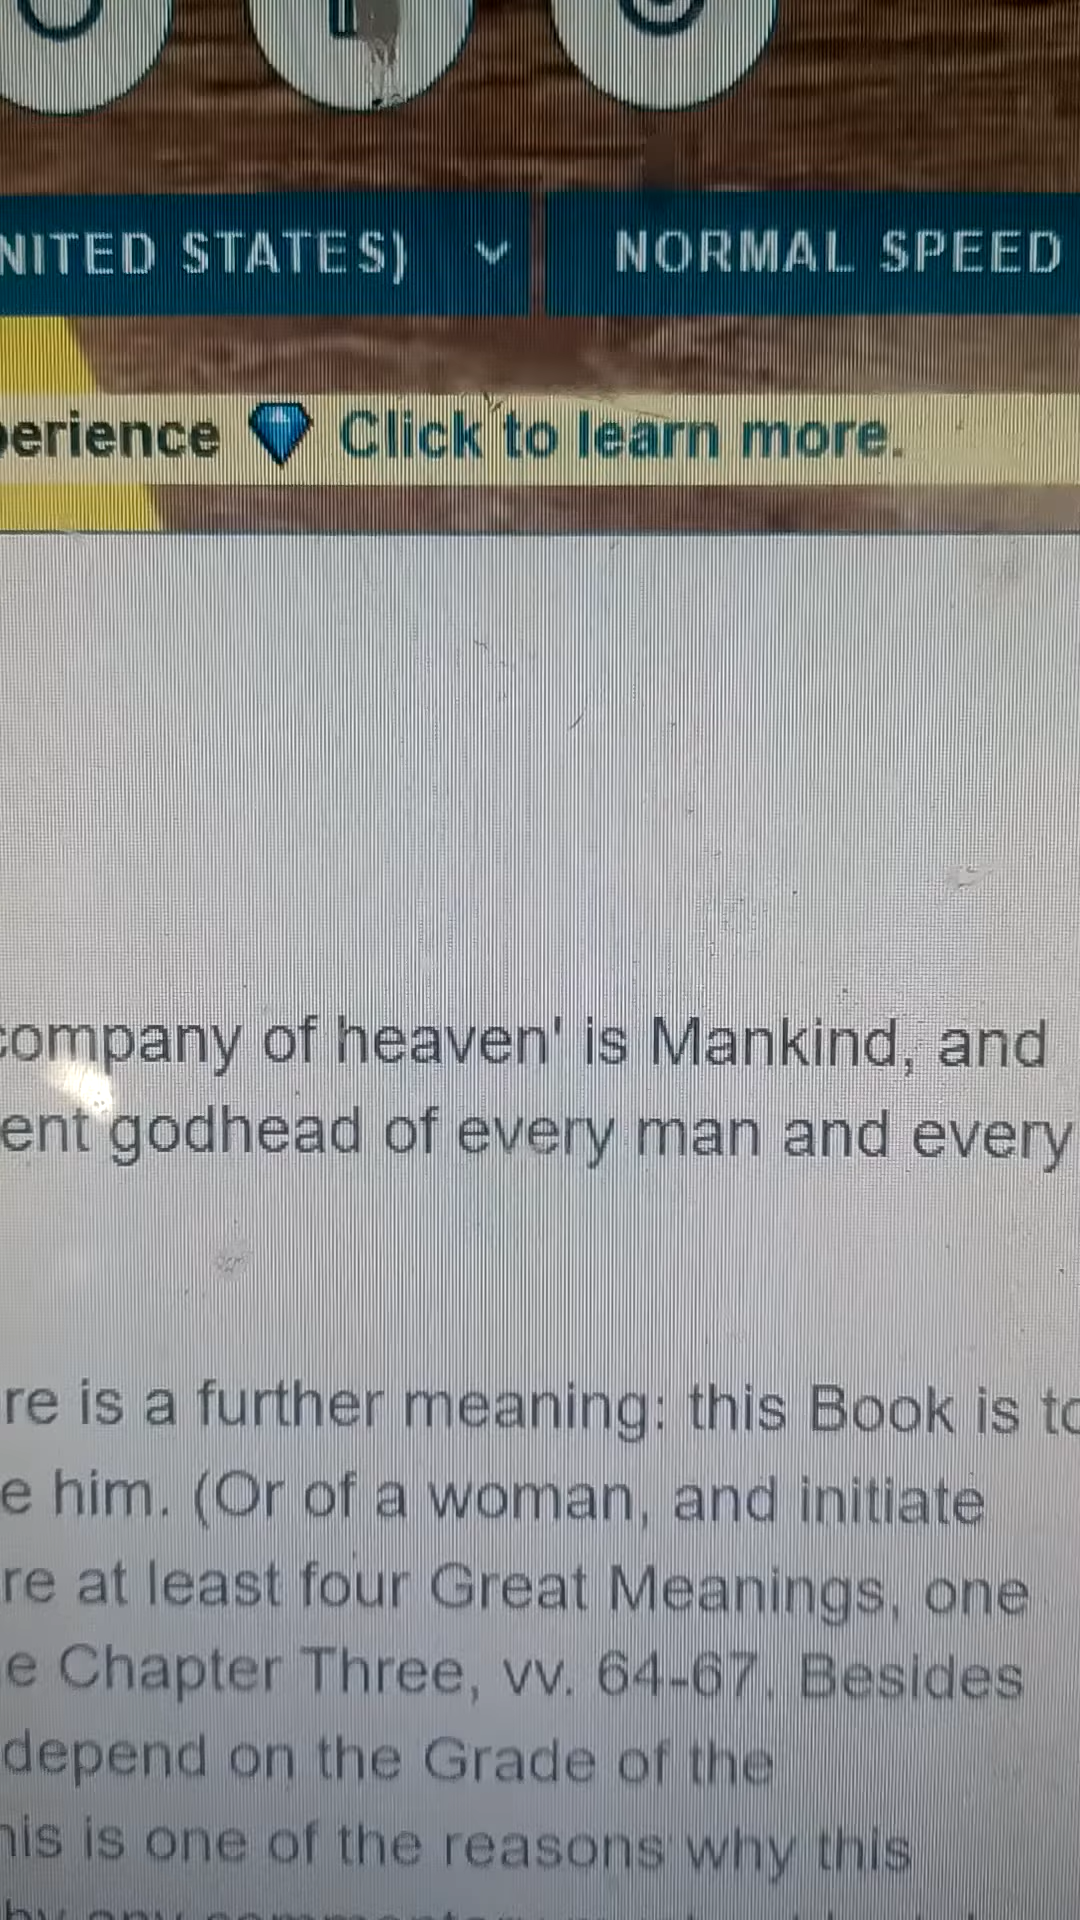 NITED STATES)
NORMAL SPEED
perience Click to learn more.
company of heaven' is Mankind, and
ent godhead of every man and every
re is a further meaning: this Book is to
e him. (Or of a woman, and initiate
re at least four Great Meanings, one
e Chapter Three, vv. 64-67. Besides
depend on the Grade of the
his is one of the reasons why this
by any